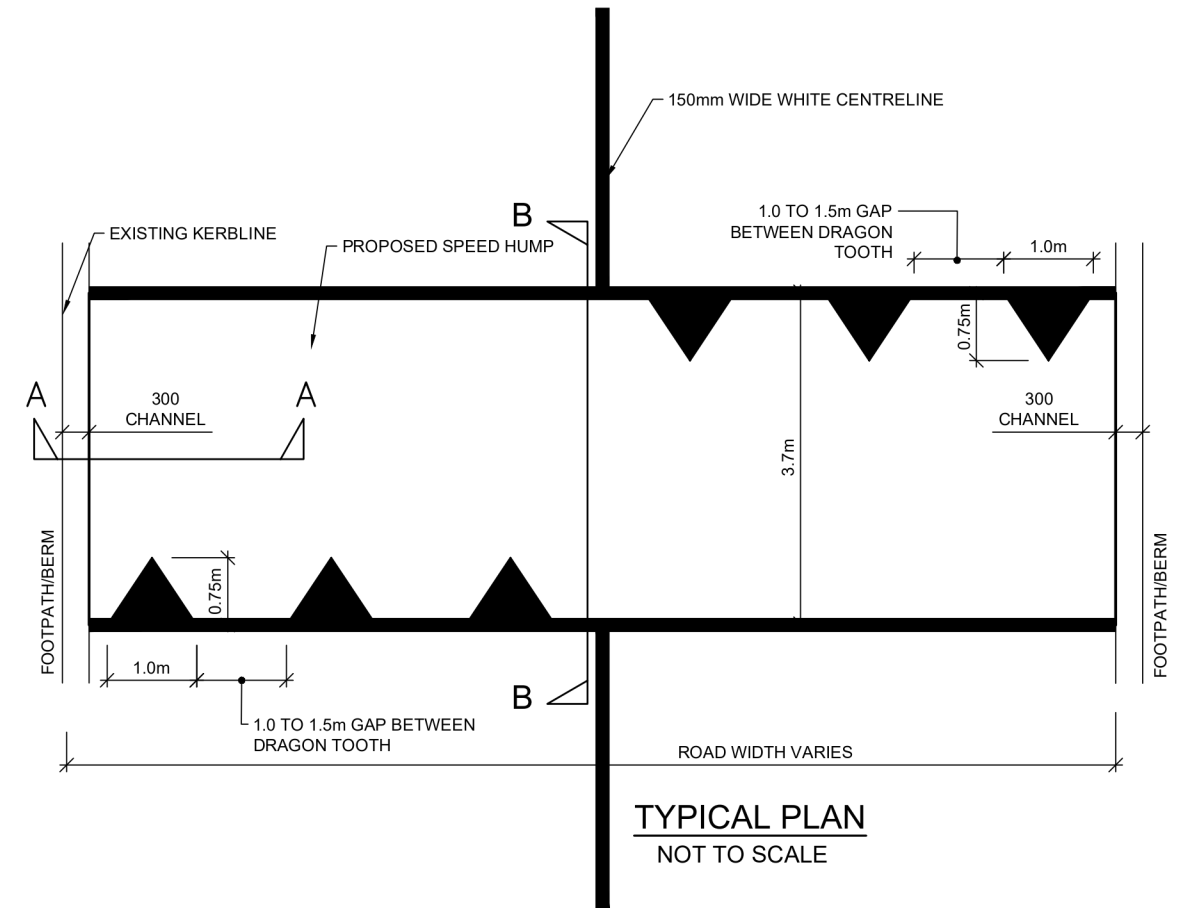 150mm WIDE WHITE CENTRELINE
B
1.0 TO 1.5m GAP
BETWEEN DRAGON
TOOTH
1.0m
EXISTING KERBLINE
PROPOSED SPEED HUMP
0.75m
A
A
300
CHANNEL
300
CHANNEL
3.7m
FOOTPATH/BERM
0.75m
FOOTPATH/BERM
1.0m
B
1.0 TO 1.5m GAP BETWEEN
DRAGON TOOTH
ROAD WIDTH VARIES
TYPICAL PLAN
NOT TO SCALE